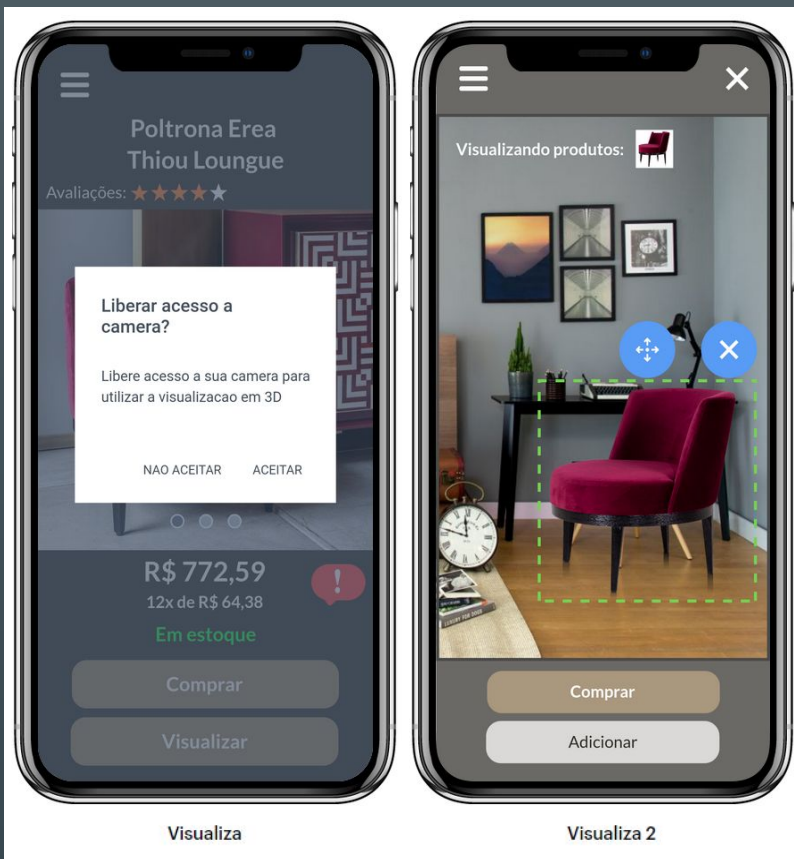 Poltrona Erea
Thiou Loungue
Avaliações:
Liberar acesso a
camera?
Libere acesso a sua camera para
utilizar a visualizacao em 3D
NAO ACEITAR ACEITAR
R$ 772,59
!
12x de R$ 64,38
Em estoque
Comprar
Visualizar
Visualiza
Visualizando produtos:
Comprar
Adicionar
Visualiza 2